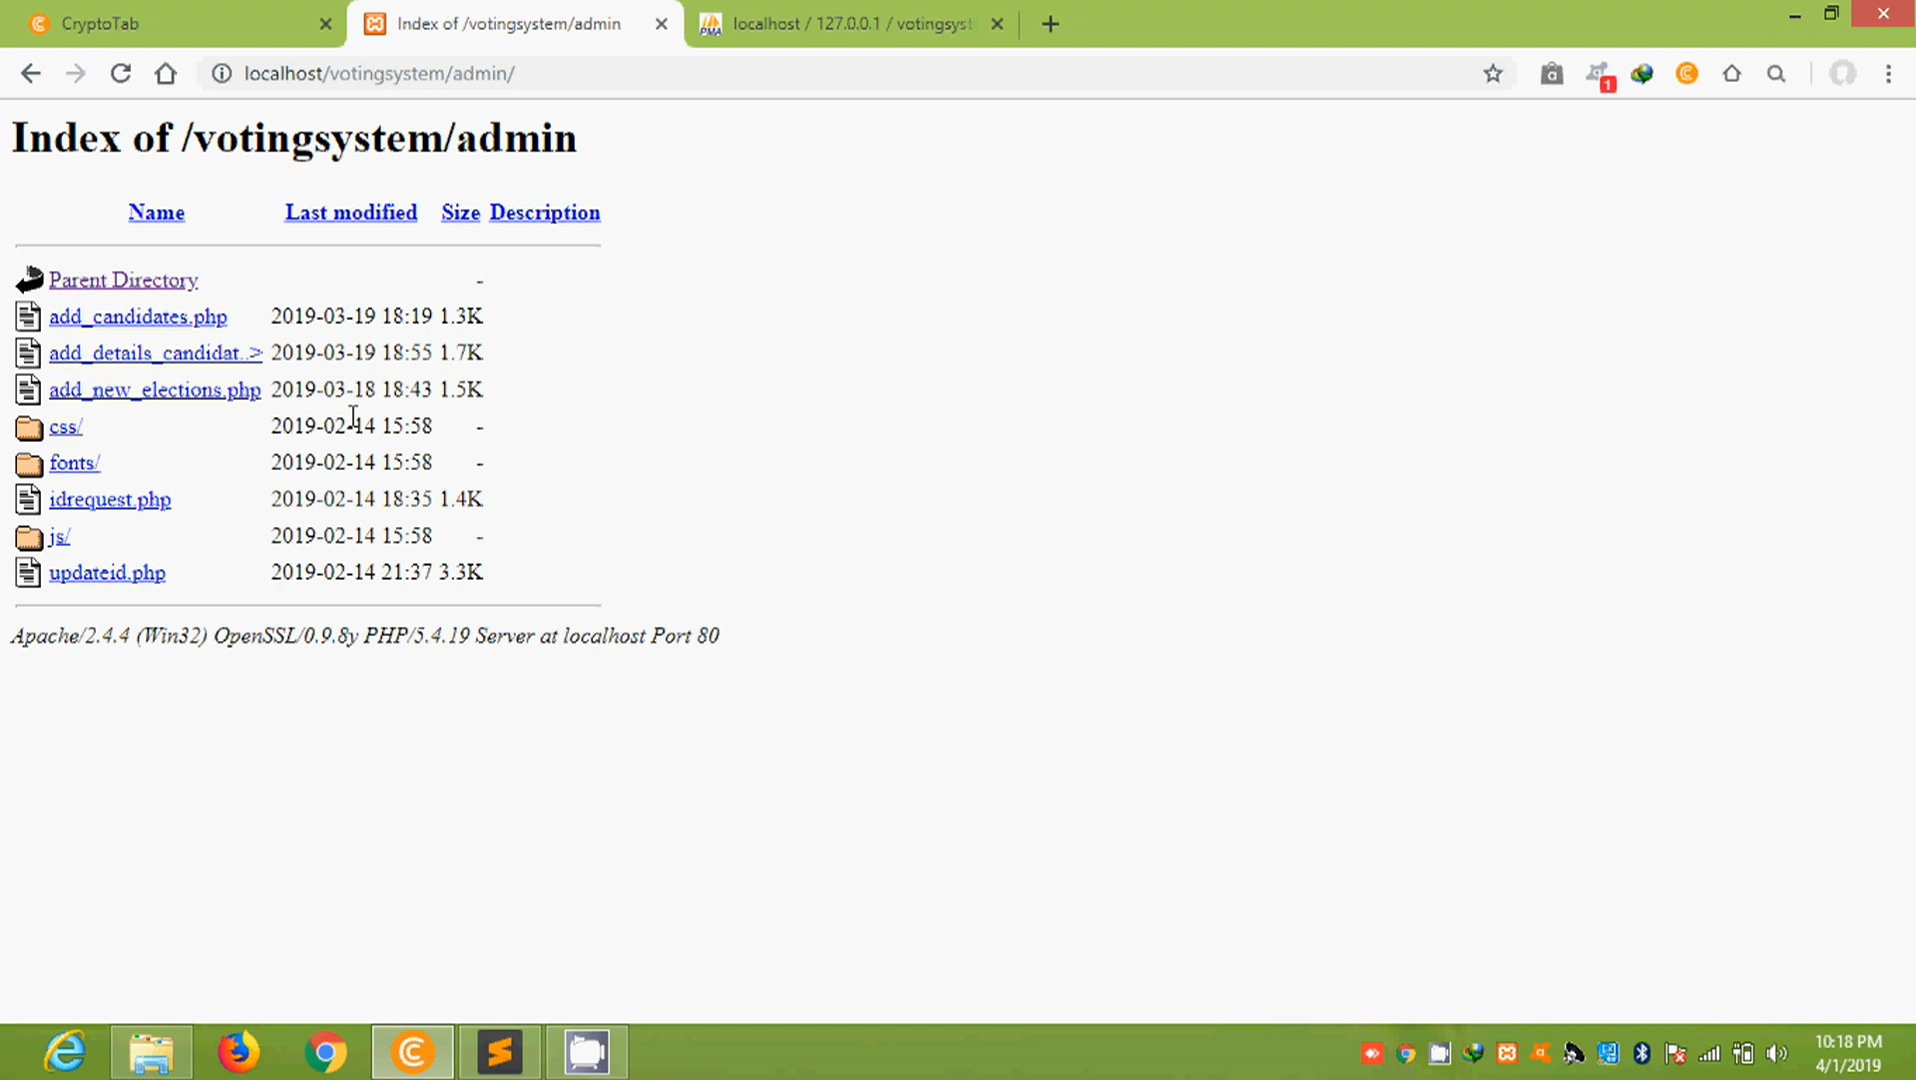 CryptoTab
Index of /votingsystem/admin
localhost / 127.0.0.1 / votingsyst
localhost/votingsystem/admin/
1
Index of /votingsystem/admin
Name Last modified Size Description
Parent Directory -
add_candidates.php 2019-03-19 18:19 1.3K
add_details_candidat..> 2019-03-19 18:55 1.7K
add_new_elections.php 2019-03-18 18:43 1.5K
css/ 2019-02-14 15:58 -
fonts/ 2019-02-14 15:58 -
idrequest.php 2019-02-14 18:35 1.4K
js/ 2019-02-14 15:58 -
updateid.php 2019-02-14 21:37 3.3K
Apache/2.4.4 (Win32) OpenSSL/0.9.8y PHP/5.4.19 Server at localhost Port 80
10:18 PM
4/1/2019